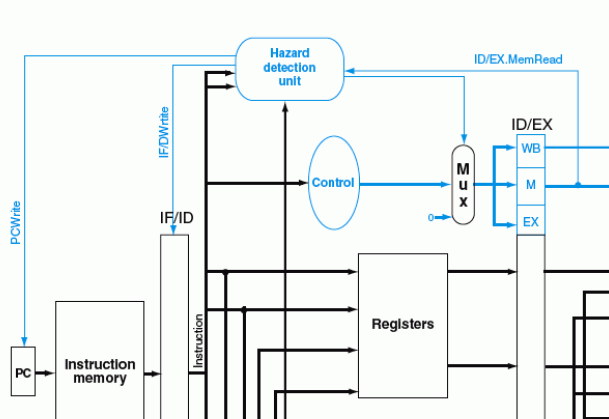 Hazard
detection
unit
ID/EX.MemRead
IF/DWrtite
PCWrite
ID/EX
WB
M
EX
Control
M
u
x
0
IF/ID
Instruction
Registers
PC
Instruction
memory